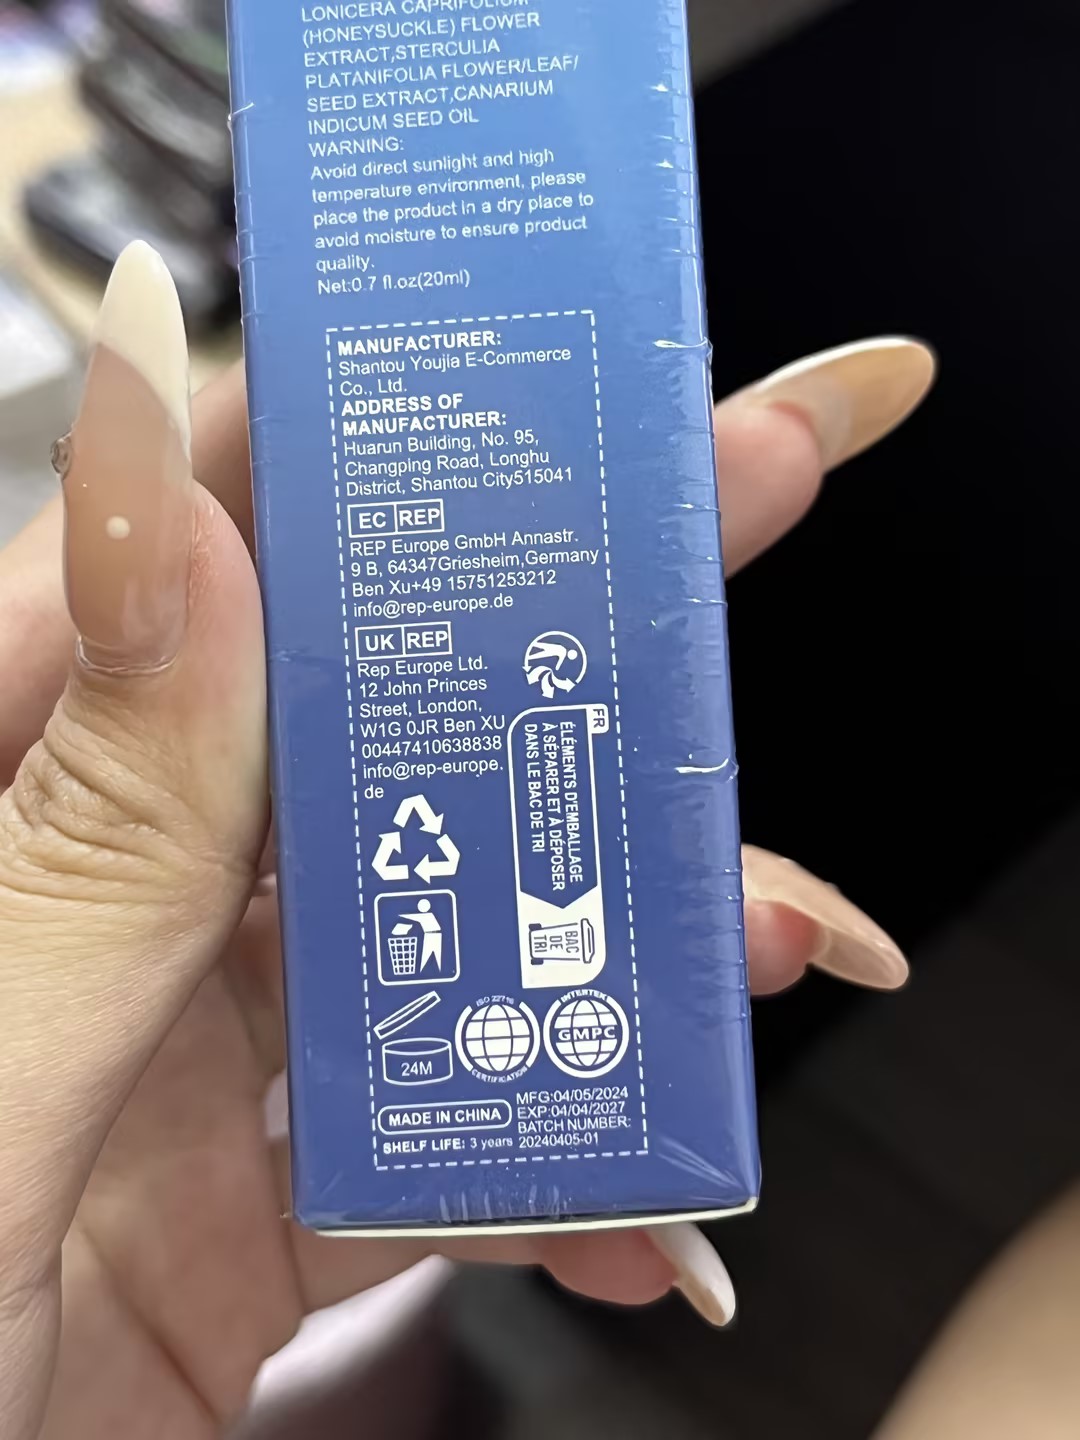 LONICERA CAPRIFOLIUM
(HONEYSUCKLE) FLOWER
EXTRACT,STERCULIA
PLATANIFOLIA FLOWER/LEAF/
SEED EXTRACT,CANARIUM
INDICUM SEED OIL
WARNING:
Avoid direct sunlight and high
temperature environment, please
place the product in a dry place to
avoid moisture to ensure product
quality.
Net:0.7 fl.oz(20ml)
MANUFACTURER:
Shantou Youjia E-Commerce
Co., Ltd.
ADDRESS OF
MANUFACTURER:
Huarun Building, No. 95,
Changping Road, Longhu
District, Shantou City515041
EC REP
REP Europe GmbH Annastr.
9 B, 64347Griesheim,Germany
Ben Xu+49 15751253212
info@rep-europe.de
UK REP
Rep Europe Ltd.
12 John Princes
Street, London,
W1G 0JR Ben XU
00447410638838
info@rep-europe.
de
FR
ÉLÉMENTS D'EMBALLAGE
À SÉPARER ET À DÉPOSER
DANS LE BAC DE TRI
BAC
DE
TRI
24M
ISO 22716
CERTIFICATION
INTERTEK
GMPC
MADE IN CHINA
MFG:04/05/2024
EXP:04/04/2027
BATCH NUMBER:
SHELF LIFE: 3 years 20240405-01